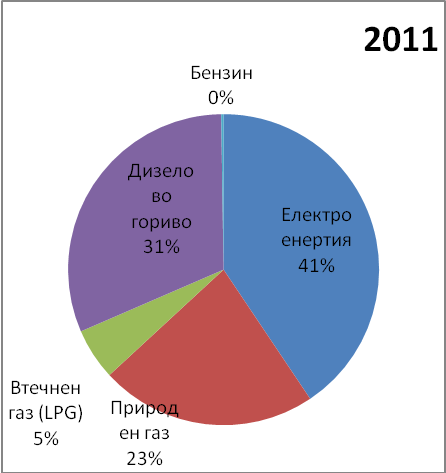 2011
Бензин
0%
Електро
енертия
41%
Природ
ен газ
23%
Втечнен
газ (LPG)
5%
Дизело
во
гориво
31%